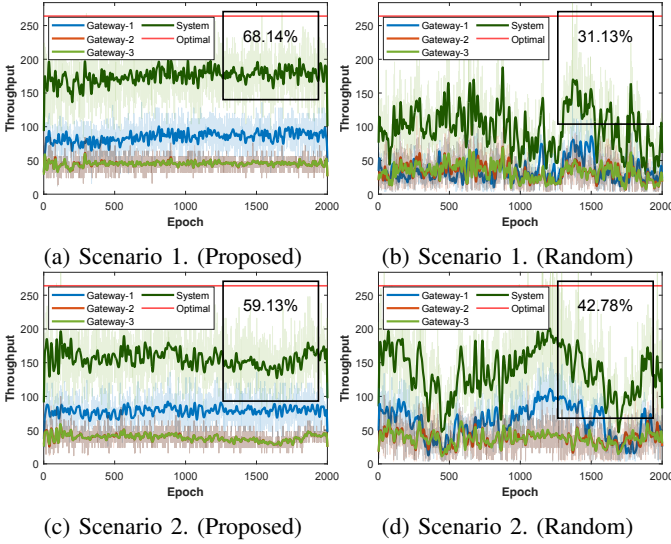 Gateway-1 System
Gateway-2 Optimal
Gateway-3
68.14%
Throughput
250
200
150
100
50
0
0 500 1000 1500 2000
Epoch
(a) Scenario 1. (Proposed)
Gateway-1 System
Gateway-2 Optimal
Gateway-3
31.13%
Throughput
250
200
150
100
50
0
0 500 1000 1500 2000
Epoch
(b) Scenario 1. (Random)
Gateway-1 System
Gateway-2 Optimal
Gateway-3
59.13%
Throughput
250
200
150
100
50
0
0 500 1000 1500 2000
Epoch
(c) Scenario 2. (Proposed)
Gateway-1 System
Gateway-2 Optimal
Gateway-3
42.78%
Throughput
250
200
150
100
50
0
0 500 1000 1500 2000
Epoch
(d) Scenario 2. (Random)